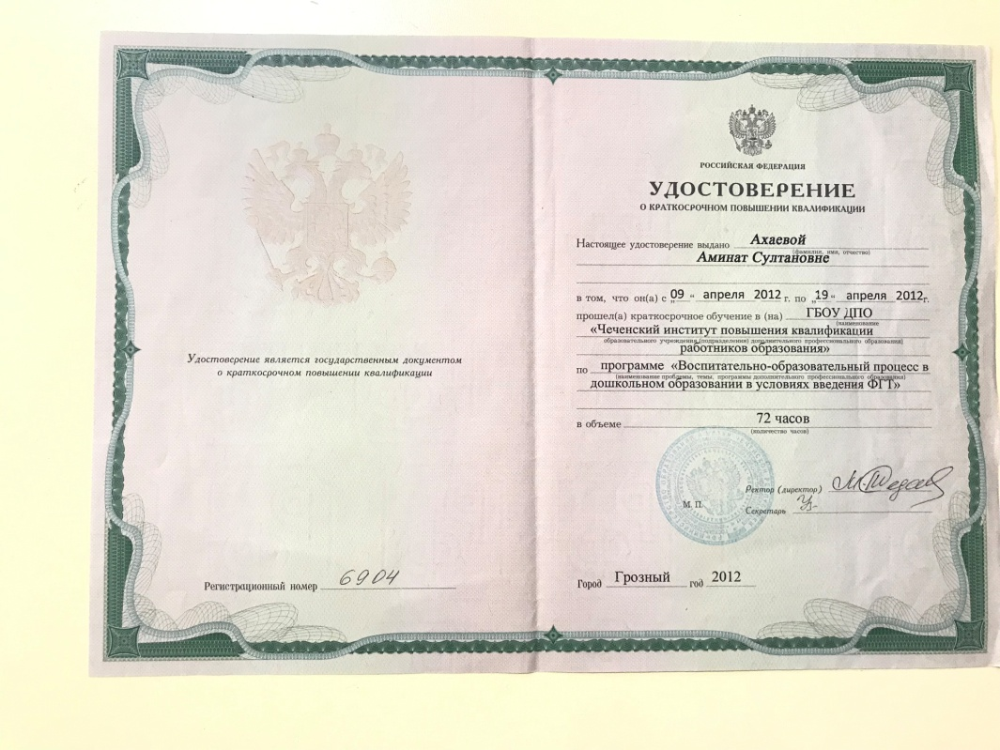 Удостоверение является государственным документом
о краткосрочном повышении квалификации
Регистрационный номер 6904
РОССИЙСКАЯ ФЕДЕРАЦИЯ
УДОСТОВЕРЕНИЕ
О КРАТКОСРОЧНОМ ПОВЫШЕНИИ КВАЛИФИКАЦИИ
Настоящее удостоверение выдано Ахаевой
(фамилия, имя, отчество)
Аминат Султановне
в том, что он(а) с „09“ апреля 2012 г. по „19“ апреля 2012г.
прошел(а) краткосрочное обучение в (на) ГБОУ ДПО
(наименование
«Чеченский институт повышения квалификации
образовательного учреждения (подразделения) дополнительного профессионального образования)
работников образования»
по программе «Воспитательно-образовательный процесс в
(наименование проблемы, темы, программы дополнительного профессионального образования)
дошкольном образовании в условиях введения ФГТ»
в объеме 72 часов
(количество часов)
Ректор (директор)
М. П.
Секретарь
Город Грозный год 2012